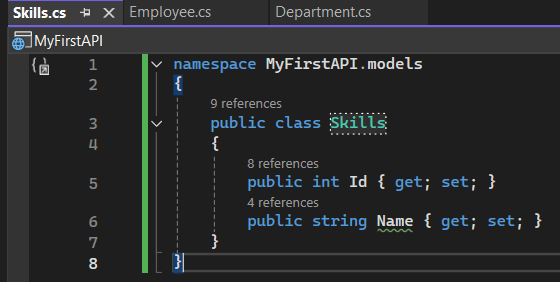 Skills.cs Employee.cs Department.cs
MyFirstAPI
1 namespace MyFirstAPI.models
2 {
9 references
3 public class Skills
4 {
8 references
5 public int Id { get; set; }
4 references
6 public string Name { get; set; }
7 }
8 }